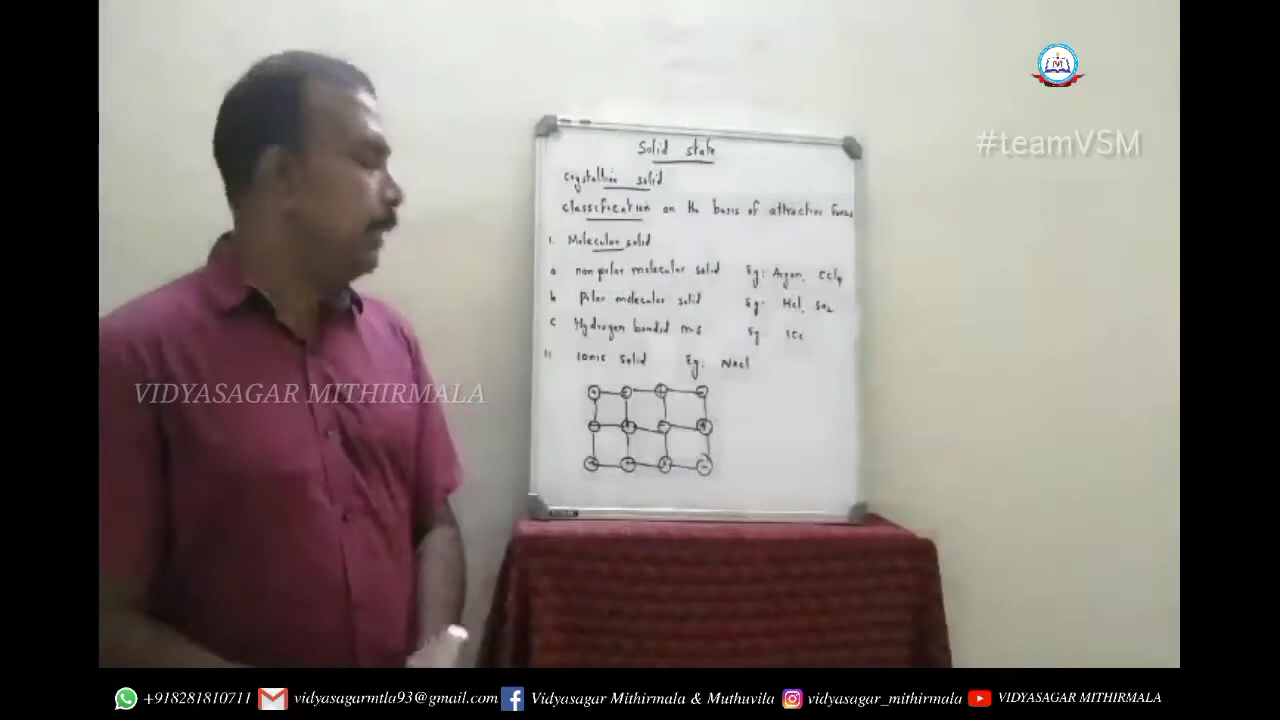 #teamVSM
Solid state
Crystalline solid
Classification on the basis of attractive forces
i. Molecular solid
a non polar molecular solid Eg: Argon, CCl4
b Polar molecular solid Eg. Hcl, So2
c Hydrogen bonded ms Eg. ice
ii Ionic solid Eg: Nacl
VIDYASAGAR MITHIRMALA
+918281810711 vidyasagarmtla93@gmail.com Vidyasagar Mithirmala & Muthuvila vidyasagar_mithirmala VIDYASAGAR MITHIRMALA